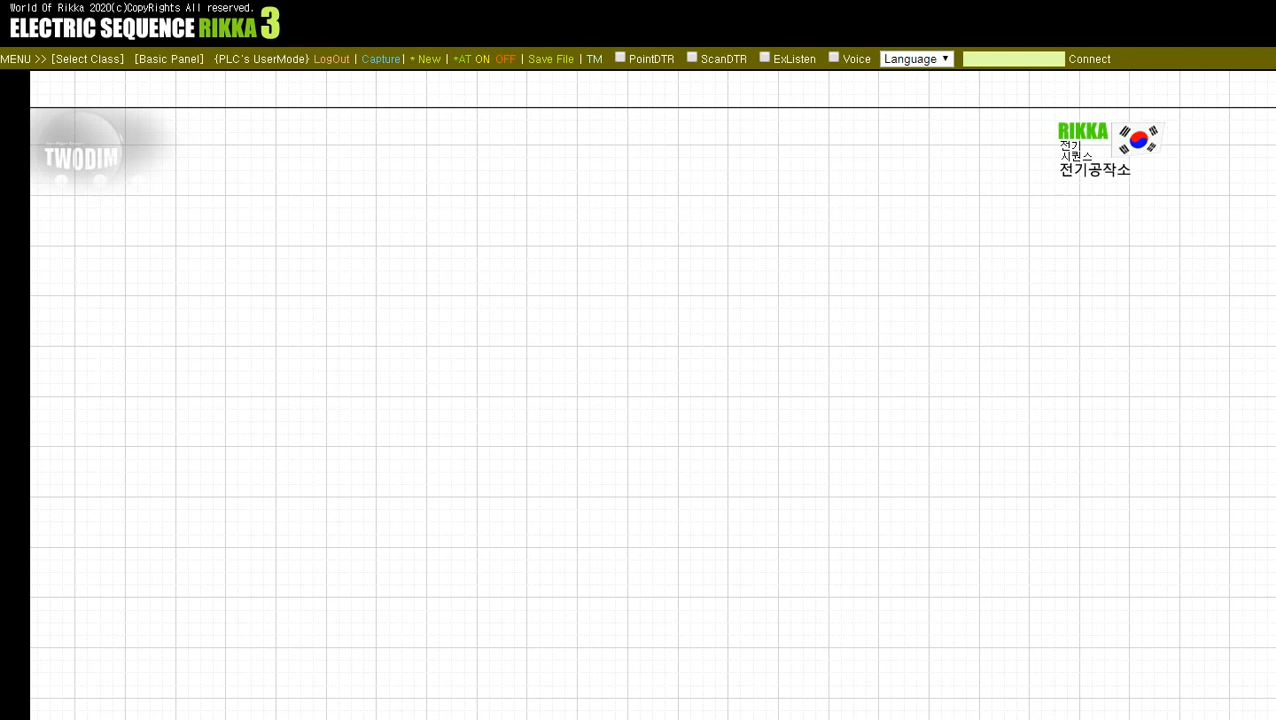 World Of Rikka 2020(c)CopyRights All reserved.
ELECTRIC SEQUENCE RIKKA 3
MENU >> [Select Class] [Basic Panel] {PLC's UserMode} LogOut | Capture | * New | *AT ON OFF | Save File | TM PointDTR ScanDTR ExListen Voice Language ▼ Connect
TWODIM
RIKKA
전기
시퀀스
전기공작소